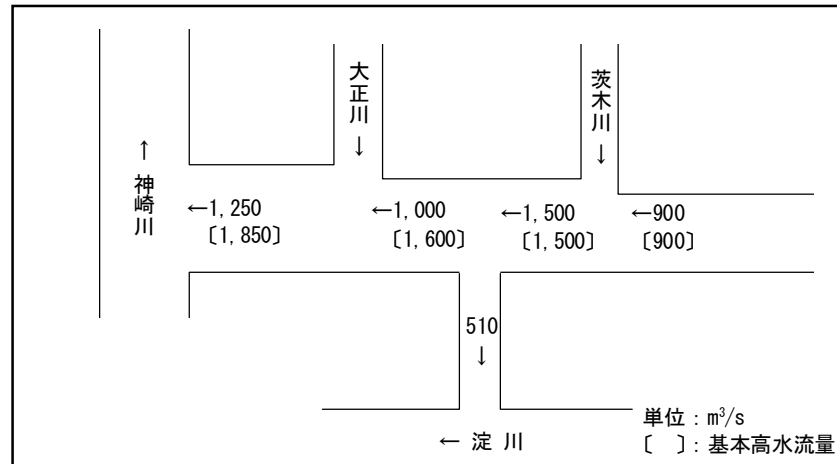 大正川
↓
茨木川
↓
↑
神崎川
←1,250
〔1,850〕
←1,000
〔1,600〕
←1,500
〔1,500〕
←900
〔900〕
510
↓
← 淀 川
単位：m³/s
〔　〕：基本高水流量